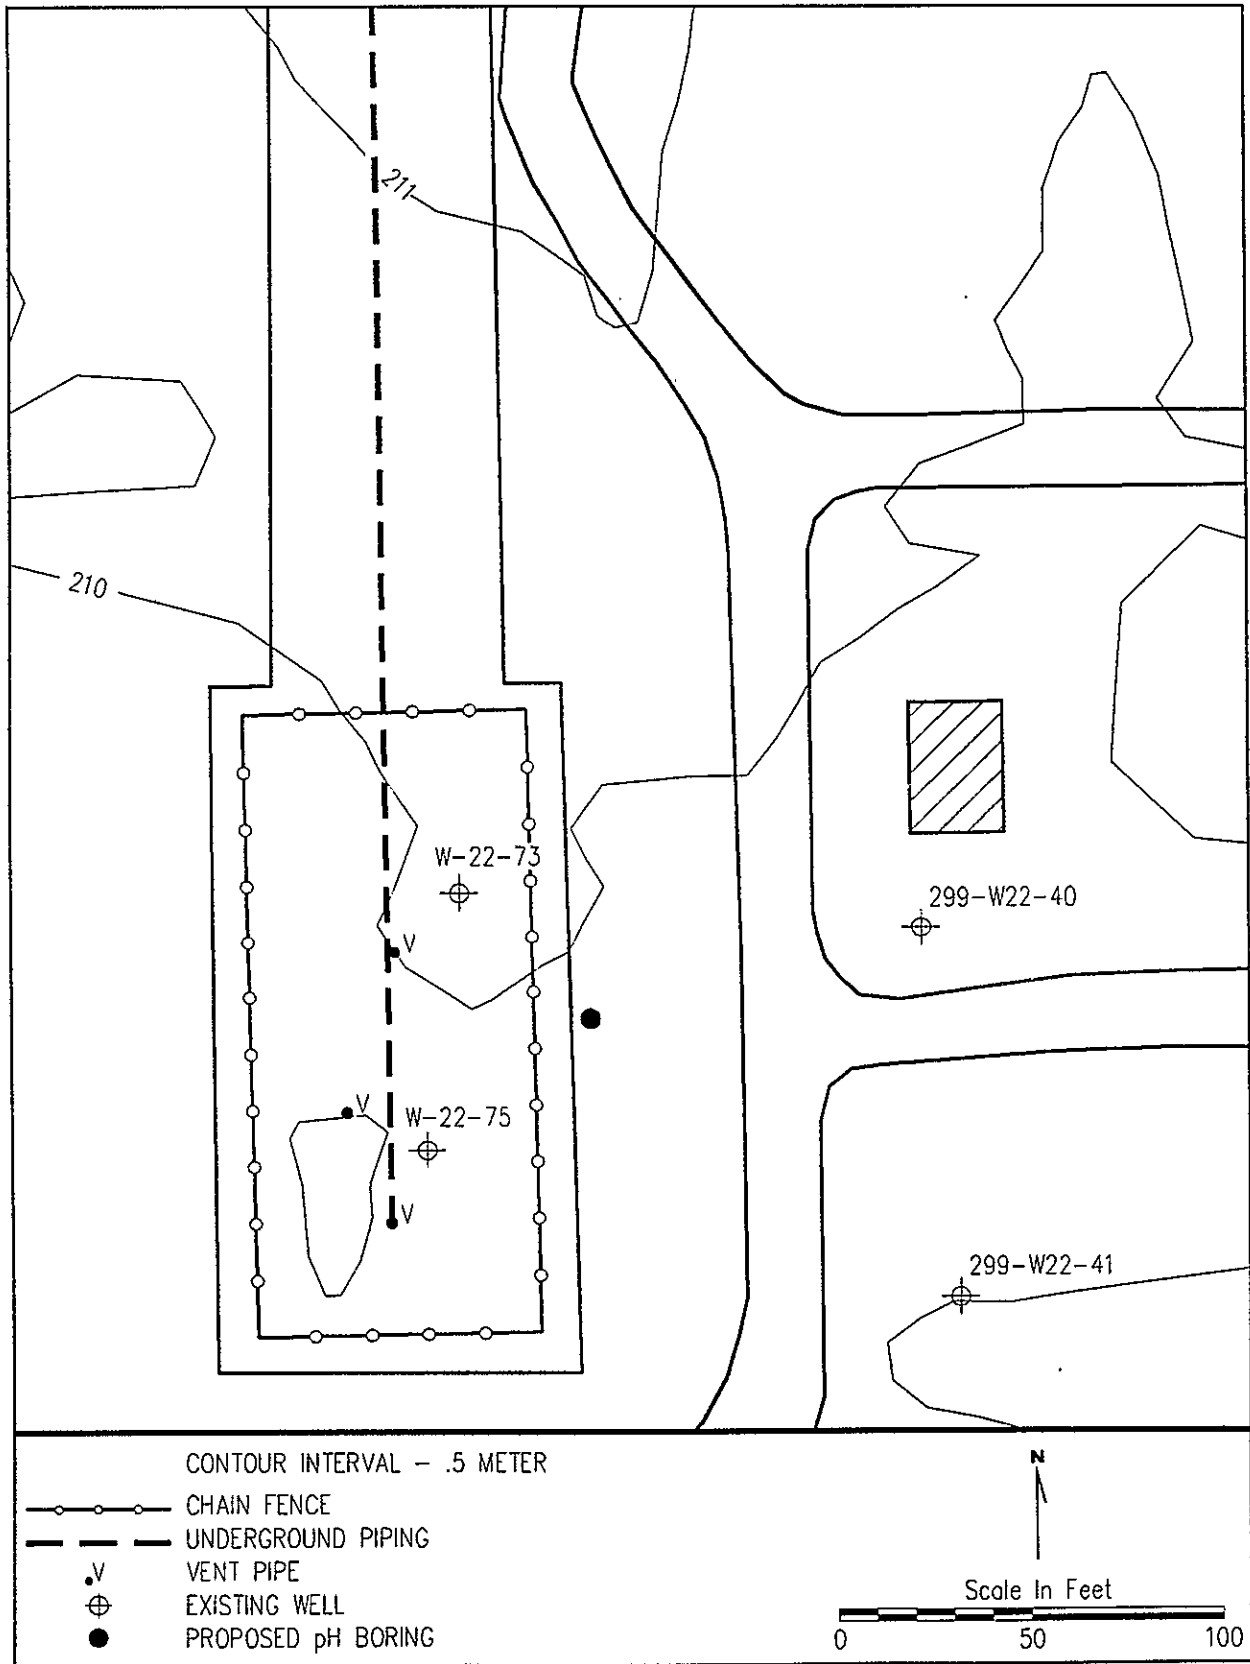 211
210
W-22-73
299-W22-40
V
V
W-22-75
V
299-W22-41
CONTOUR INTERVAL - .5 METER
N
CHAIN FENCE
UNDERGROUND PIPING
V VENT PIPE
EXISTING WELL
PROPOSED pH BORING
Scale In Feet
0 50 100